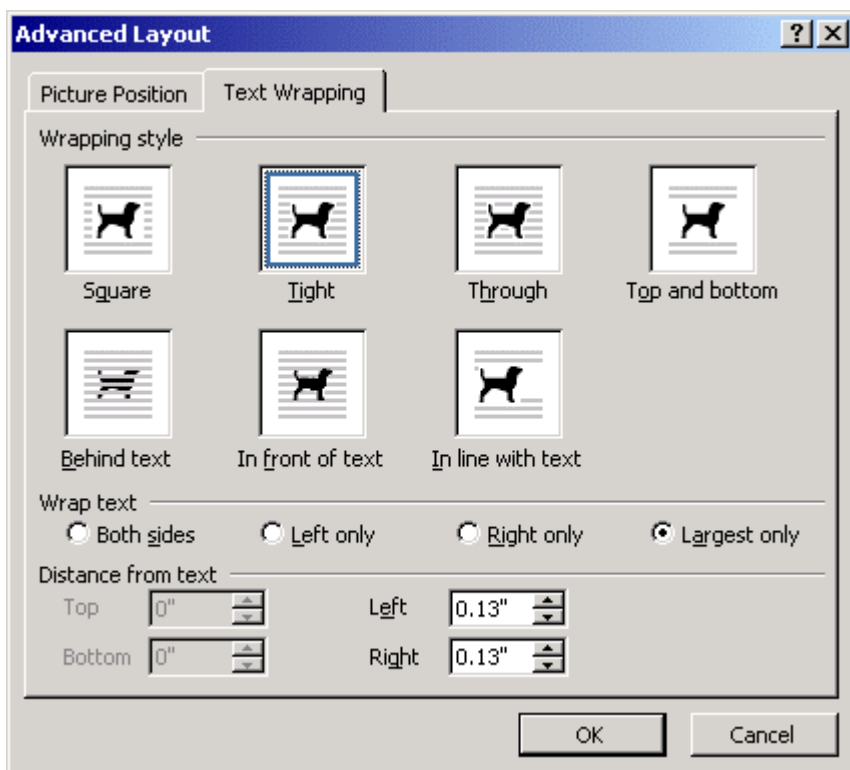 Advanced Layout
Picture Position Text Wrapping
Wrapping style
Square Tight Through Top and bottom
Behind text In front of text In line with text
Wrap text
Both sides Left only Right only Largest only
Distance from text
Top 0" Left 0.13"
Bottom 0" Right 0.13"
OK Cancel